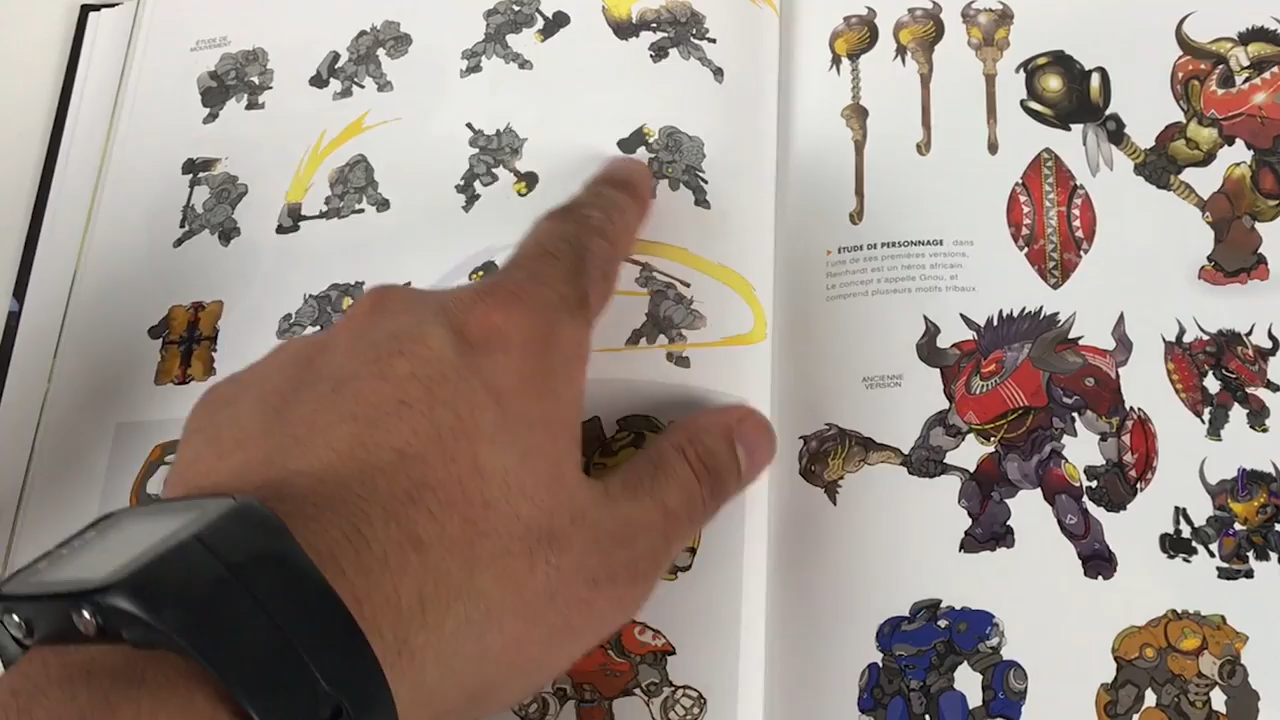 ÉTUDE DE
MOUVEMENT
ÉTUDE DE PERSONNAGE : dans
l'une de ses premières versions,
Reinhardt est un héros africain.
Le concept s'appelle Gnou, et
comprend plusieurs motifs tribaux.
ANCIENNE
VERSION